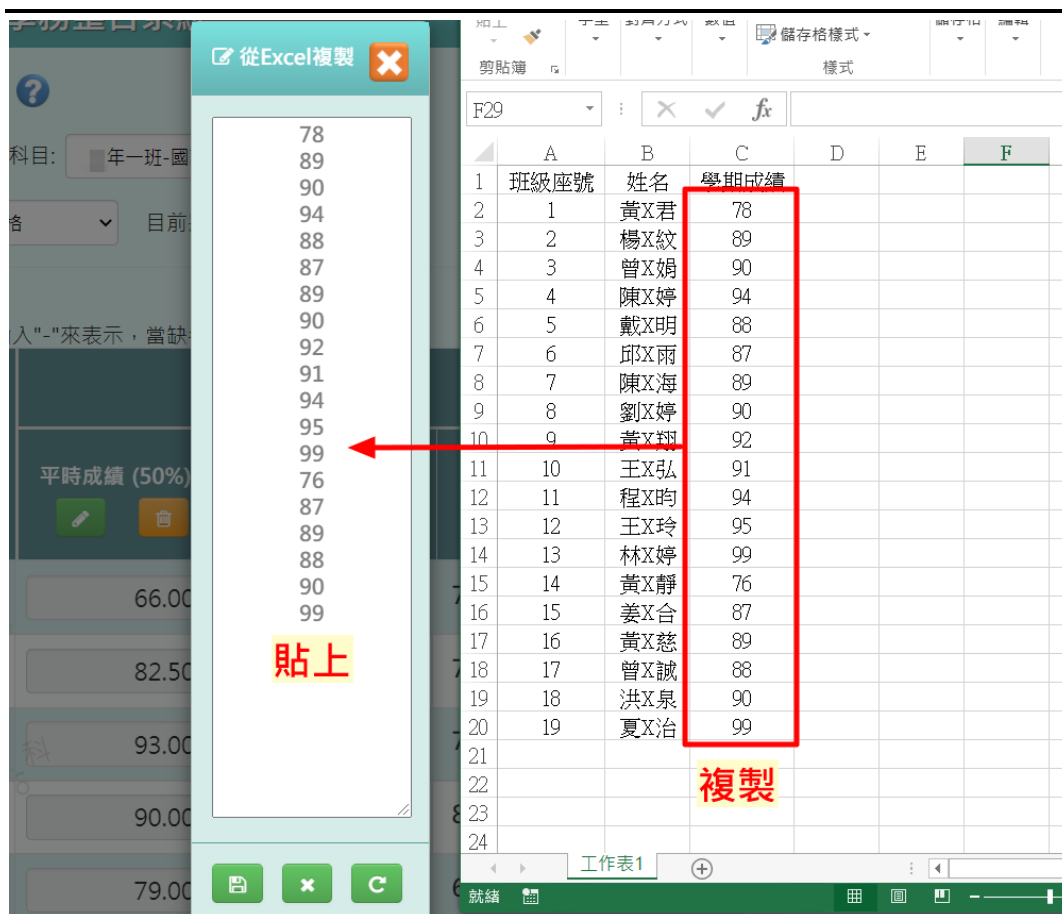 從Excel複製
科目:
年一班-國
格
目前
入"-"來表示,當缺
平時成績 (50%)
66.00
82.50
93.00
90.00
79.00
78
89
90
94
88
87
89
90
92
91
94
95
99
76
87
89
88
90
99
貼上
剪貼簿
儲存格樣式
樣式
F29
fx
A B C D E F
1 班級座號 姓名 學期成績
2 1 黃X君 78
3 2 楊X紋 89
4 3 曾X娟 90
5 4 陳X婷 94
6 5 戴X明 88
7 6 邱X雨 87
8 7 陳X海 89
9 8 劉X婷 90
10 9 黃X翔 92
11 10 王X弘 91
12 11 程X昀 94
13 12 王X玲 95
14 13 林X婷 99
15 14 黃X靜 76
16 15 姜X合 87
17 16 黃X慈 89
18 17 曾X誠 88
19 18 洪X泉 90
20 19 夏X治 99
21
22
23
24
複製
工作表1
就緒